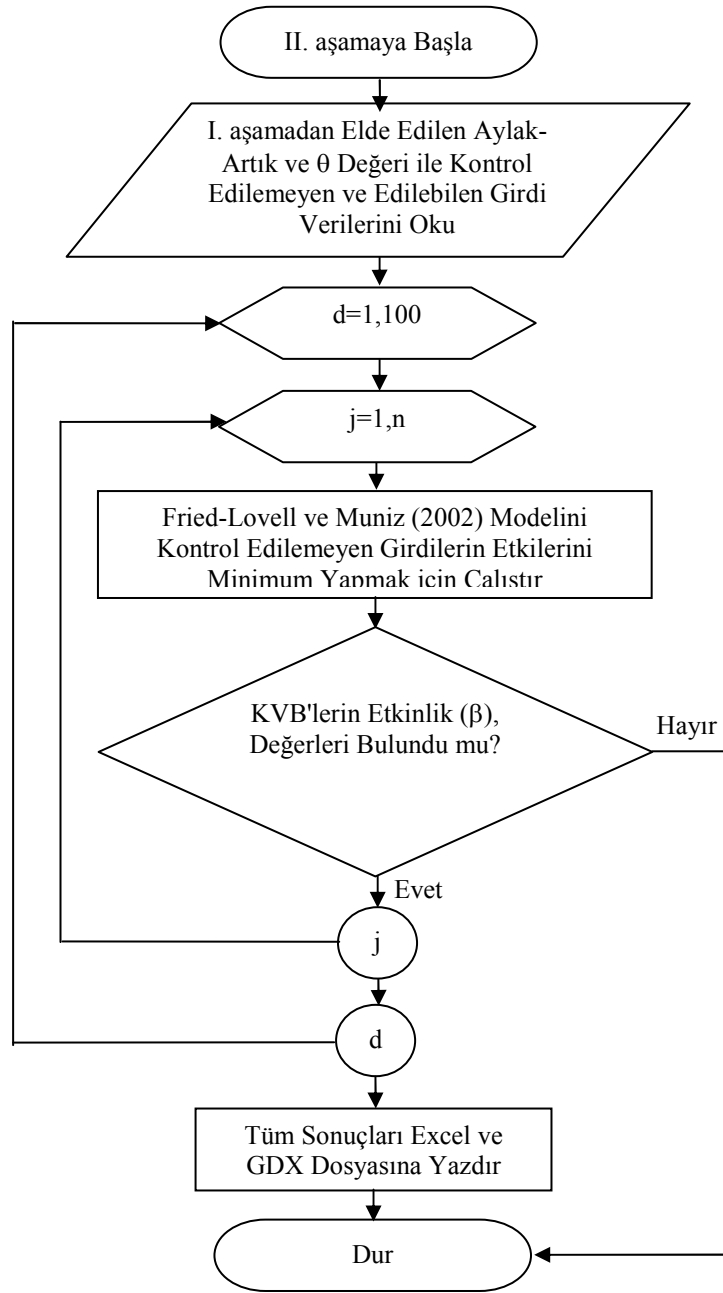 II. aşamaya Başla
I. aşamadan Elde Edilen Aylak-
Artık ve θ Değeri ile Kontrol
Edilemeyen ve Edilebilen Girdi
Verilerini Oku
d=1,100
j=1,n
Fried-Lovell ve Muniz (2002) Modelini
Kontrol Edilemeyen Girdilerin Etkilerini
Minimum Yapmak için Çalıştır
KVB'lerin Etkinlik (β),
Değerleri Bulundu mu?
Hayır
Evet
j
d
Tüm Sonuçları Excel ve
GDX Dosyasına Yazdır
Dur